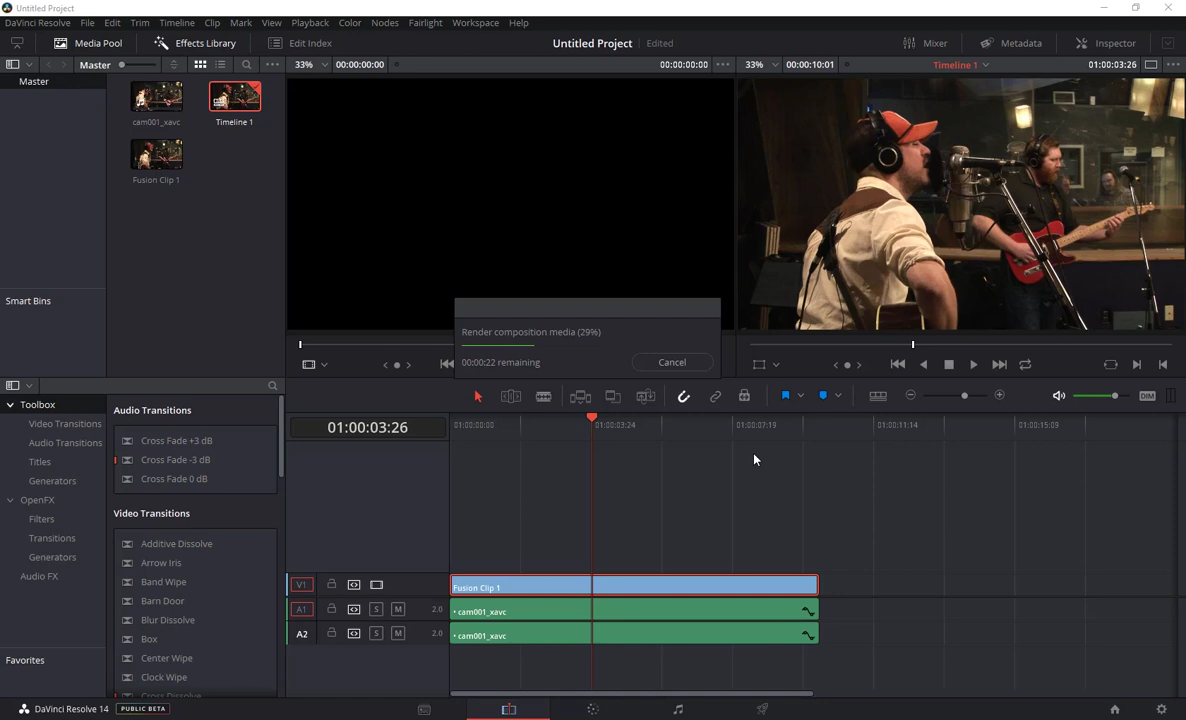 Untitled Project
DaVinci Resolve File Edit Trim Timeline Clip Mark View Playback Color Nodes Fairlight Workspace Help
Media Pool Effects Library Edit Index Untitled Project Edited Mixer Metadata Inspector
Master 33% 00:00:00:00 00:00:00:00 33% 00:00:10:01 Timeline 1 01:00:03:26
Master
cam001_xavc Timeline 1
Fusion Clip 1
Smart Bins
Render composition media (29%)
00:00:22 remaining Cancel
Toolbox
Video Transitions
Audio Transitions
Titles
Generators
OpenFX
Filters
Transitions
Generators
Audio FX
Favorites
Audio Transitions
Cross Fade +3 dB
Cross Fade -3 dB
Cross Fade 0 dB
Video Transitions
Additive Dissolve
Arrow Iris
Band Wipe
Barn Door
Blur Dissolve
Box
Center Wipe
Clock Wipe
Cross Dissolve
DIM
01:00:03:26 01:00:00:00 01:00:03:24 01:00:07:19 01:00:11:14 01:00:15:09
V1 Fusion Clip 1
A1 S M 2.0 • cam001_xavc
A2 S M 2.0 • cam001_xavc
DaVinci Resolve 14 PUBLIC BETA